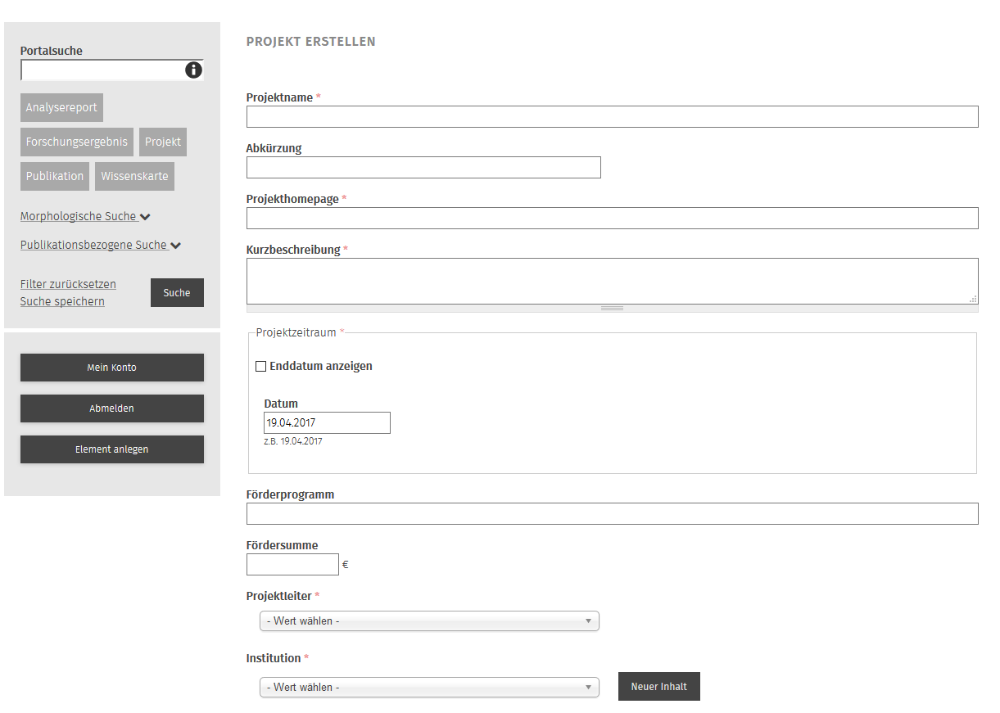 Portalsuche
Analysereport
Forschungsergebnis Projekt
Publikation Wissenskarte
Morphologische Suche
Publikationsbezogene Suche
Filter zurücksetzen
Suche speichern
Suche
Mein Konto
Abmelden
Element anlegen
PROJEKT ERSTELLEN
Projektname *
Abkürzung
Projekthomepage *
Kurzbeschreibung *
Projektzeitraum *
Enddatum anzeigen
Datum
19.04.2017
z.B. 19.04.2017
Förderprogramm
Fördersumme
€
Projektleiter *
- Wert wählen -
Institution *
- Wert wählen -
Neuer Inhalt